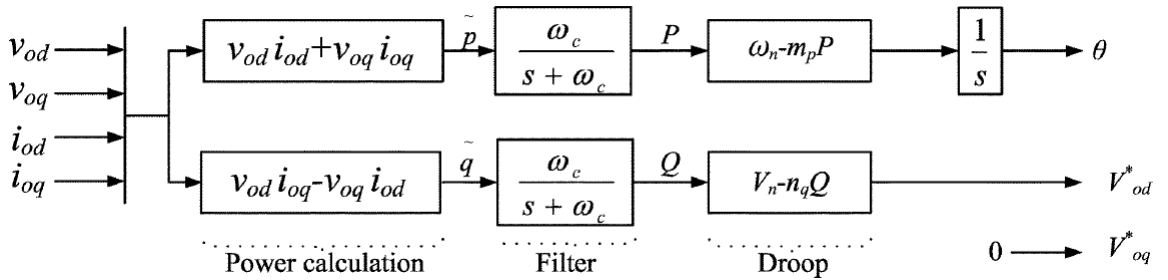 v_od
v_oq
i_od
i_oq
v_od i_od+v_oq i_oq
p̃
ω_c
s + ω_c
P
ω_n-m_pP
1
s
θ
v_od i_oq-v_oq i_od
q̃
ω_c
s + ω_c
Q
V_n-n_qQ
V*_od
0
V*_oq
Power calculation
Filter
Droop